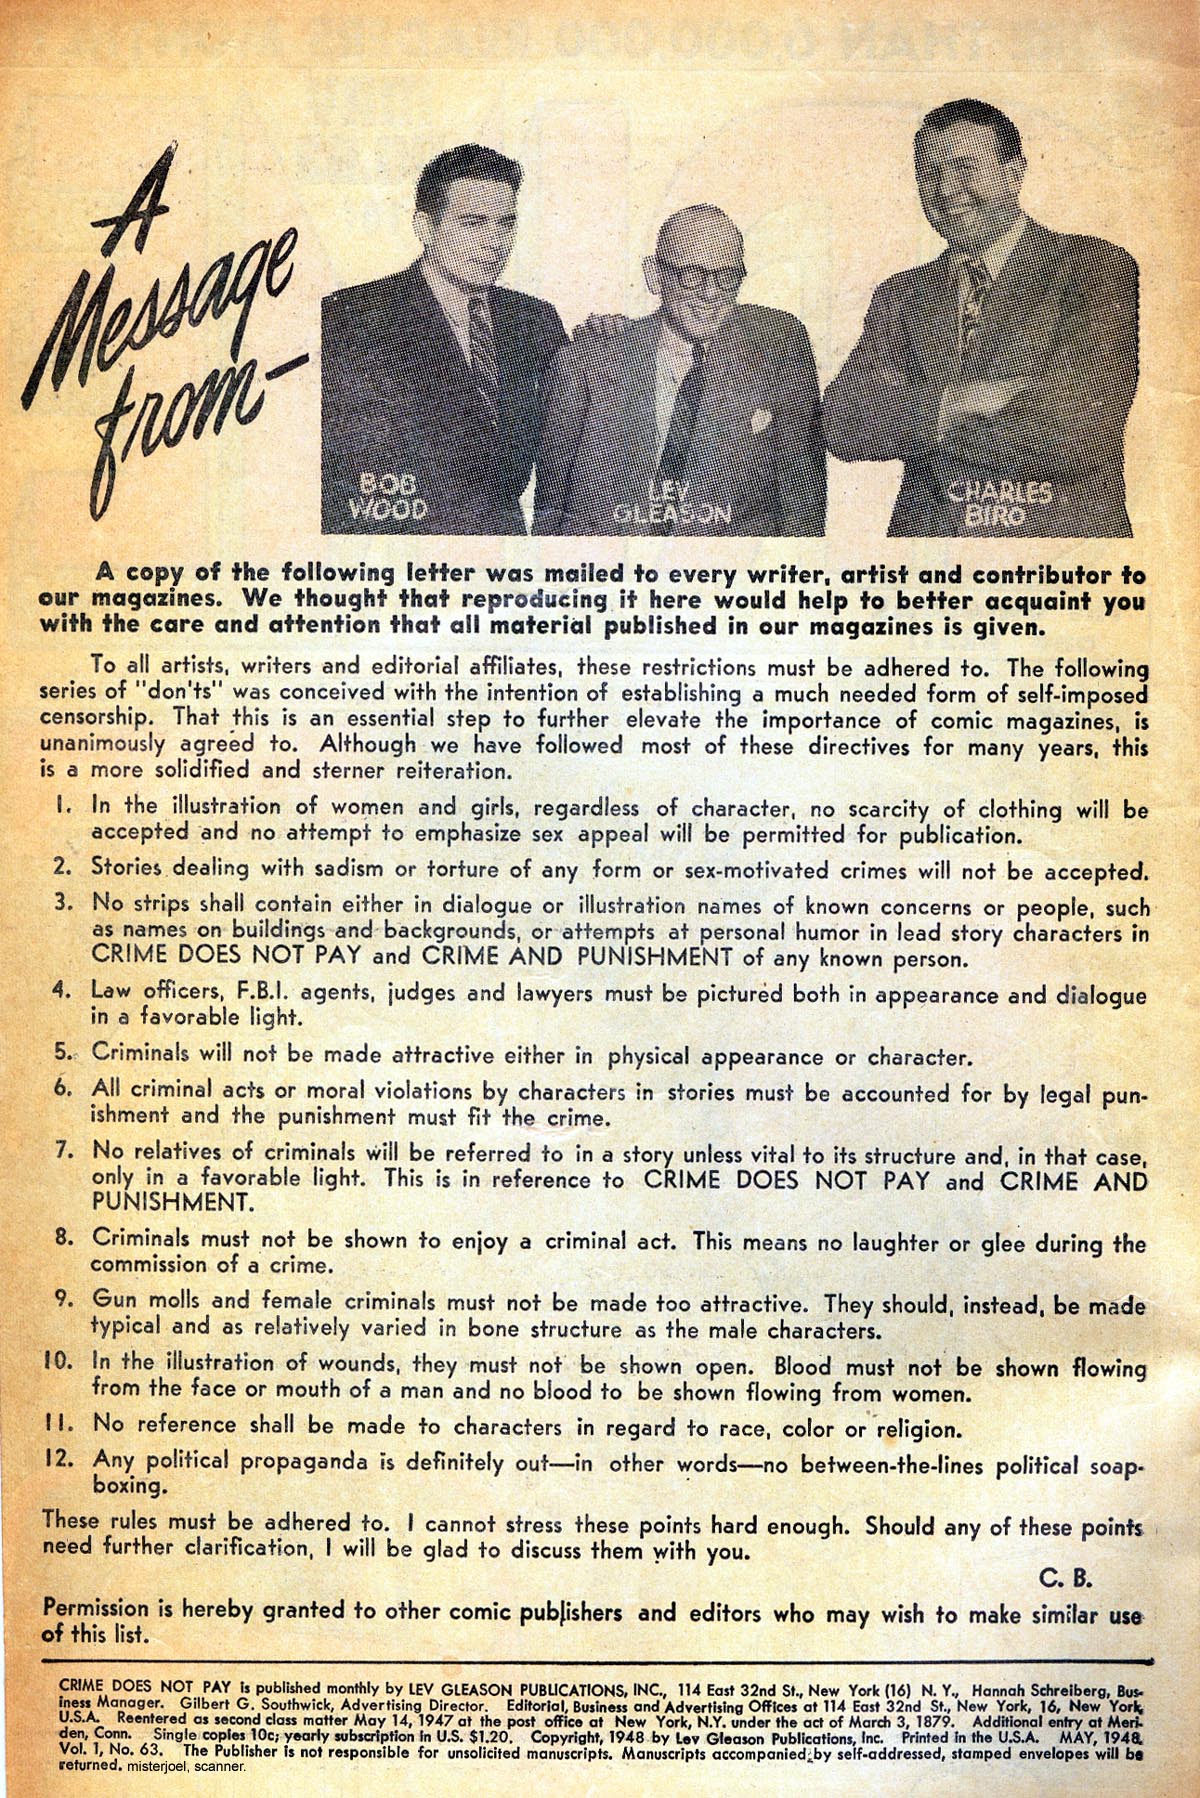 A
Message
from—
BOB
WOOD
LEV
GLEASON
CHARLES
BIRO
A copy of the following letter was mailed to every writer, artist and contributor to
our magazines. We thought that reproducing it here would help to better acquaint you
with the care and attention that all material published in our magazines is given.
To all artists, writers and editorial affiliates, these restrictions must be adhered to. The following
series of "don'ts" was conceived with the intention of establishing a much needed form of self-imposed
censorship. That this is an essential step to further elevate the importance of comic magazines, is
unanimously agreed to. Although we have followed most of these directives for many years, this
is a more solidified and sterner reiteration.
1. In the illustration of women and girls, regardless of character, no scarcity of clothing will be
accepted and no attempt to emphasize sex appeal will be permitted for publication.
2. Stories dealing with sadism or torture of any form or sex-motivated crimes will not be accepted.
3. No strips shall contain either in dialogue or illustration names of known concerns or people, such
as names on buildings and backgrounds, or attempts at personal humor in lead story characters in
CRIME DOES NOT PAY and CRIME AND PUNISHMENT of any known person.
4. Law officers, F.B.I. agents, judges and lawyers must be pictured both in appearance and dialogue
in a favorable light.
5. Criminals will not be made attractive either in physical appearance or character.
6. All criminal acts or moral violations by characters in stories must be accounted for by legal pun-
ishment and the punishment must fit the crime.
7. No relatives of criminals will be referred to in a story unless vital to its structure and, in that case,
only in a favorable light. This is in reference to CRIME DOES NOT PAY and CRIME AND
PUNISHMENT.
8. Criminals must not be shown to enjoy a criminal act. This means no laughter or glee during the
commission of a crime.
9. Gun molls and female criminals must not be made too attractive. They should, instead, be made
typical and as relatively varied in bone structure as the male characters.
10. In the illustration of wounds, they must not be shown open. Blood must not be shown flowing
from the face or mouth of a man and no blood to be shown flowing from women.
11. No reference shall be made to characters in regard to race, color or religion.
12. Any political propaganda is definitely out—in other words—no between-the-lines political soap-
boxing.
These rules must be adhered to. I cannot stress these points hard enough. Should any of these points
need further clarification, I will be glad to discuss them with you.
C. B.
Permission is hereby granted to other comic publishers and editors who may wish to make similar use
of this list.
CRIME DOES NOT PAY is published monthly by LEV GLEASON PUBLICATIONS, INC., 114 East 32nd St., New York (16) N. Y., Hannah Schreiberg, Bus-
iness Manager. Gilbert G. Southwick, Advertising Director. Editorial, Business and Advertising Offices at 114 East 32nd St., New York, 16, New York,
U.S.A. Reentered as second class matter May 14, 1947 at the post office at New York, N.Y. under the act of March 3, 1879. Additional entry at Meri-
den, Conn. Single copies 10c; yearly subscription in U.S. $1.20. Copyright, 1948 by Lev Gleason Publications, Inc. Printed in the U.S.A. MAY, 1948,
Vol. 1, No. 63. The Publisher is not responsible for unsolicited manuscripts. Manuscripts accompanied by self-addressed, stamped envelopes will be
returned. misterjoel, scanner.